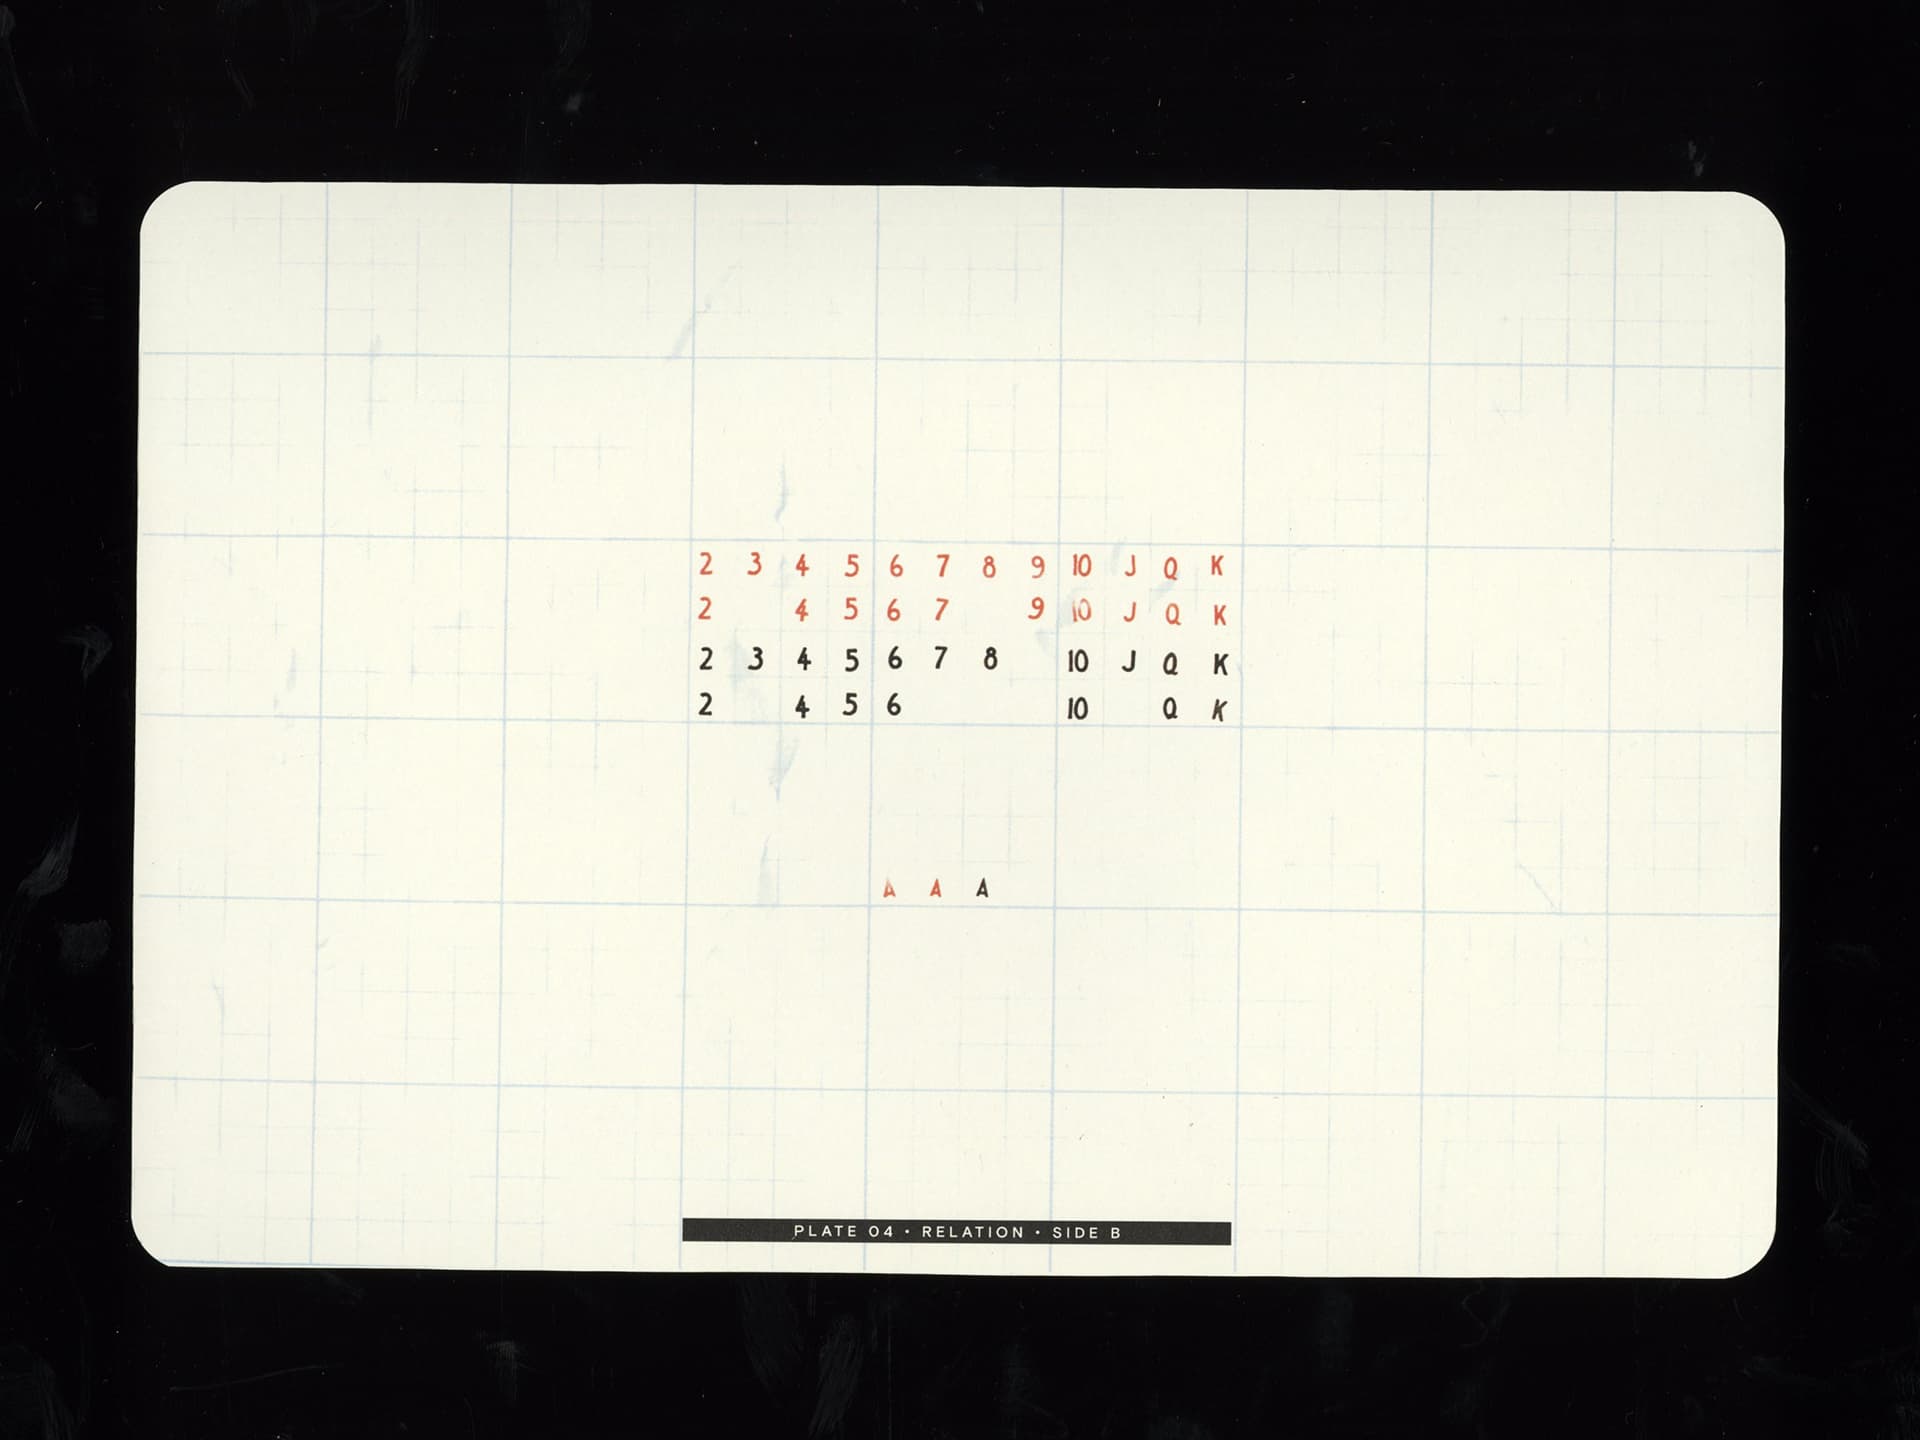 2 3 4 5 6 7 8 9 10 J Q K
2 4 5 6 7 9 10 J Q K
2 3 4 5 6 7 8 10 J Q K
2 4 5 6 10 Q K
A A A
PLATE 04 • RELATION • SIDE B